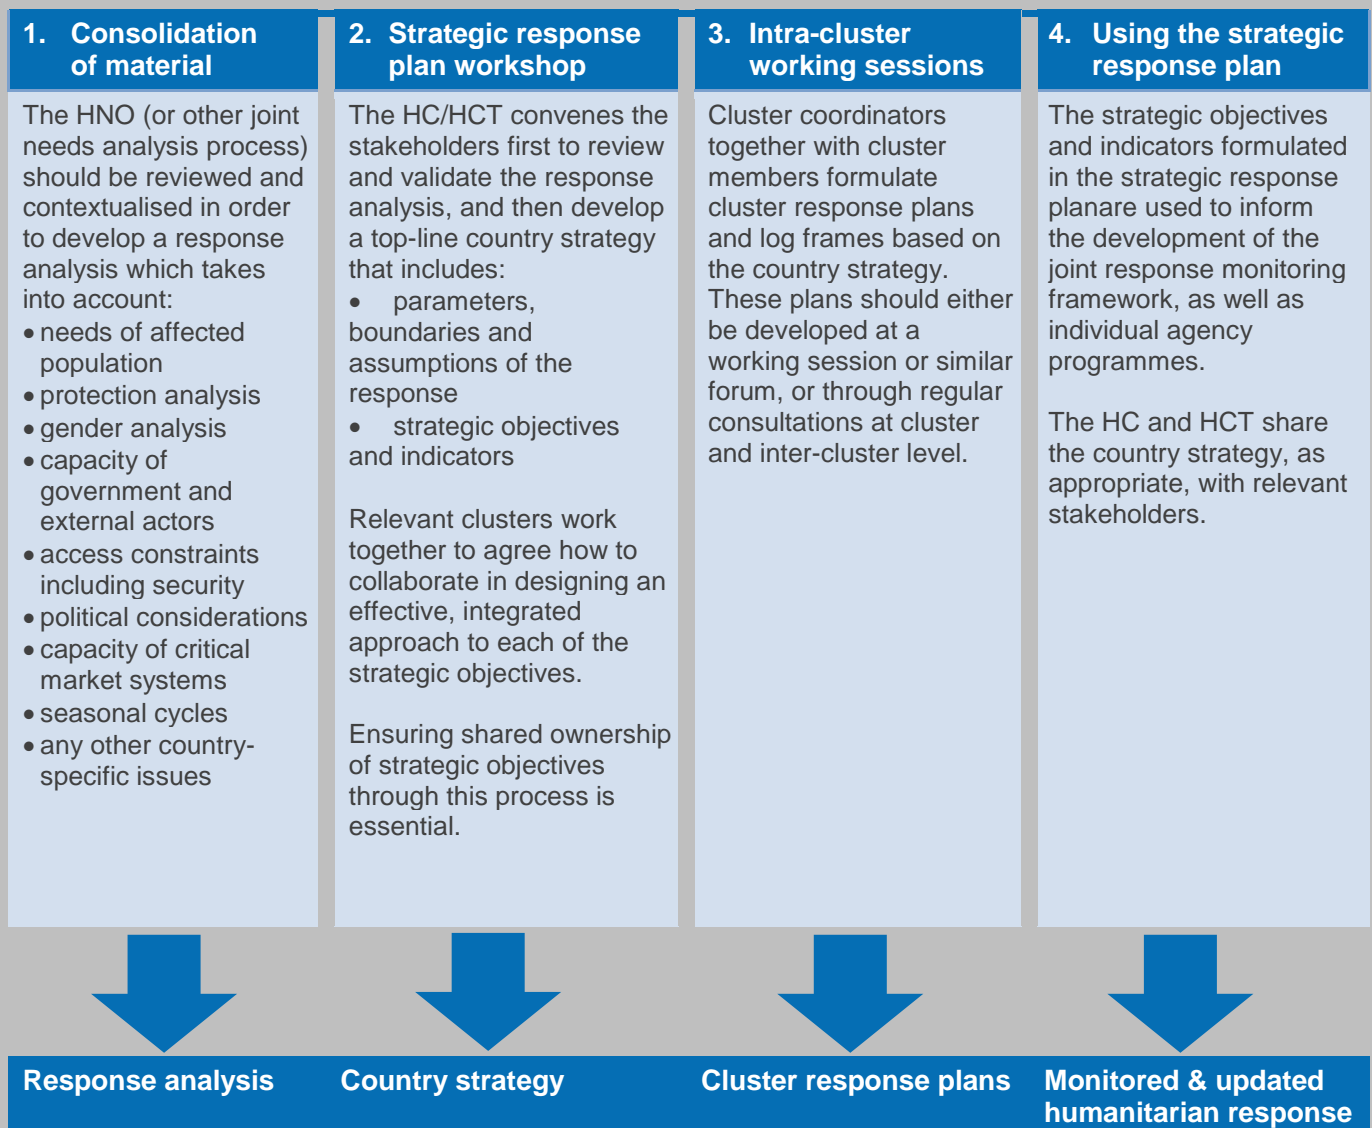 1. Consolidation
of material
The HNO (or other joint
needs analysis process)
should be reviewed and
contextualised in order
to develop a response
analysis which takes
into account:
• needs of affected
population
• protection analysis
• gender analysis
• capacity of
government and
external actors
• access constraints
including security
• political considerations
• capacity of critical
market systems
• seasonal cycles
• any other country-
specific issues
Response analysis
2. Strategic response
plan workshop
The HC/HCT convenes the
stakeholders first to review
and validate the response
analysis, and then develop
a top-line country strategy
that includes:
• parameters,
boundaries and
assumptions of the
response
• strategic objectives
and indicators
Relevant clusters work
together to agree how to
collaborate in designing an
effective, integrated
approach to each of the
strategic objectives.
Ensuring shared ownership
of strategic objectives
through this process is
essential.
Country strategy
3. Intra-cluster
working sessions
Cluster coordinators
together with cluster
members formulate
cluster response plans
and log frames based on
the country strategy.
These plans should either
be developed at a
working session or similar
forum, or through regular
consultations at cluster
and inter-cluster level.
Cluster response plans
4. Using the strategic
response plan
The strategic objectives
and indicators formulated
in the strategic response
planare used to inform
the development of the
joint response monitoring
framework, as well as
individual agency
programmes.
The HC and HCT share
the country strategy, as
appropriate, with relevant
stakeholders.
Monitored & updated
humanitarian response